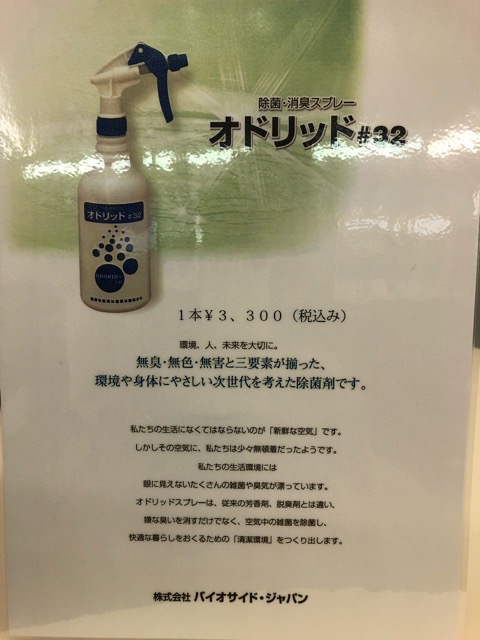 除菌・消臭スプレー
オドリッド#32
オドリッド #32
1本¥3、300（税込み）
環境、人、未来を大切に。
無臭・無色・無害と三要素が揃った、
環境や身体にやさしい次世代を考えた除菌剤です。
私たちの生活になくてはならないのが「新鮮な空気」です。
しかしその空気に、私たちは少々無頓着だったようです。
私たちの生活環境には
眼に見えないたくさんの雑菌や臭気が漂っています。
オドリッドスプレーは、従来の芳香剤、脱臭剤とは違い、
嫌な臭いを消すだけでなく、空気中の雑菌を除菌し、
快適な暮らしをおくるための「清潔環境」をつくり出します。
株式会社 バイオサイド・ジャパン